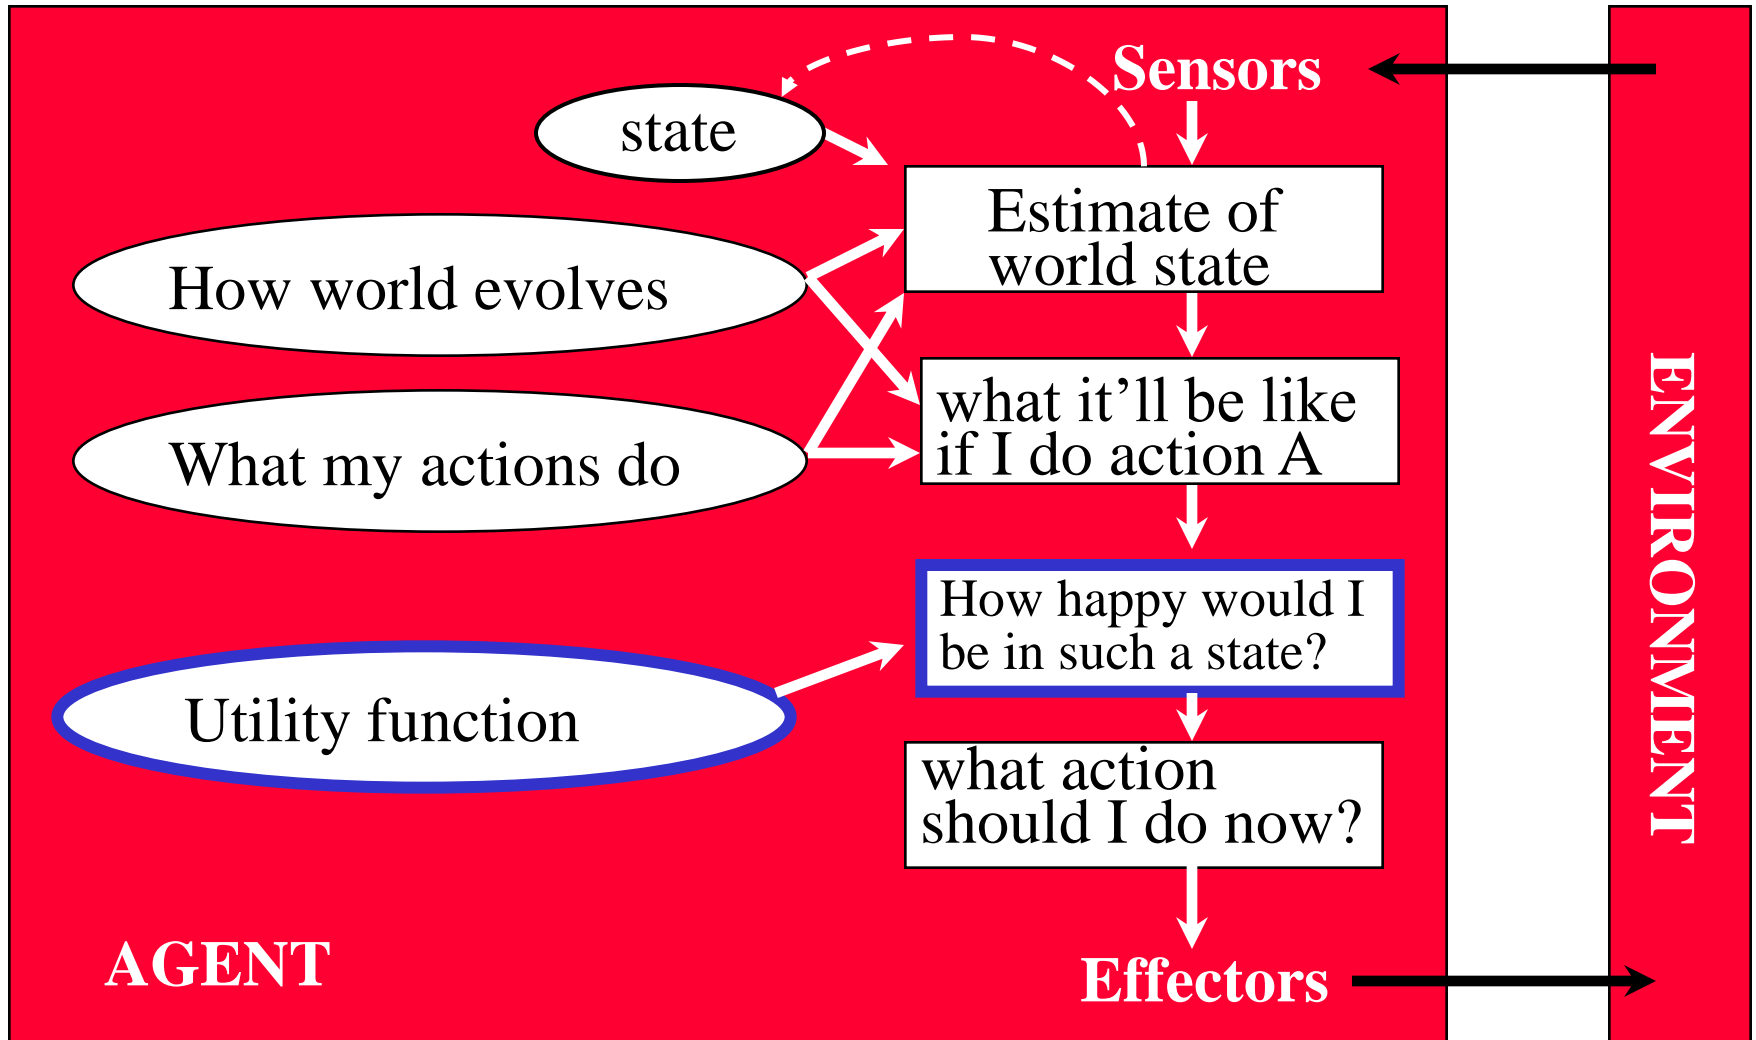 Sensors
state
Estimate of
world state
How world evolves
what it’ll be like
if I do action A
What my actions do
How happy would I
be in such a state?
Utility function
what action
should I do now?
AGENT
Effectors
ENVIRONMENT